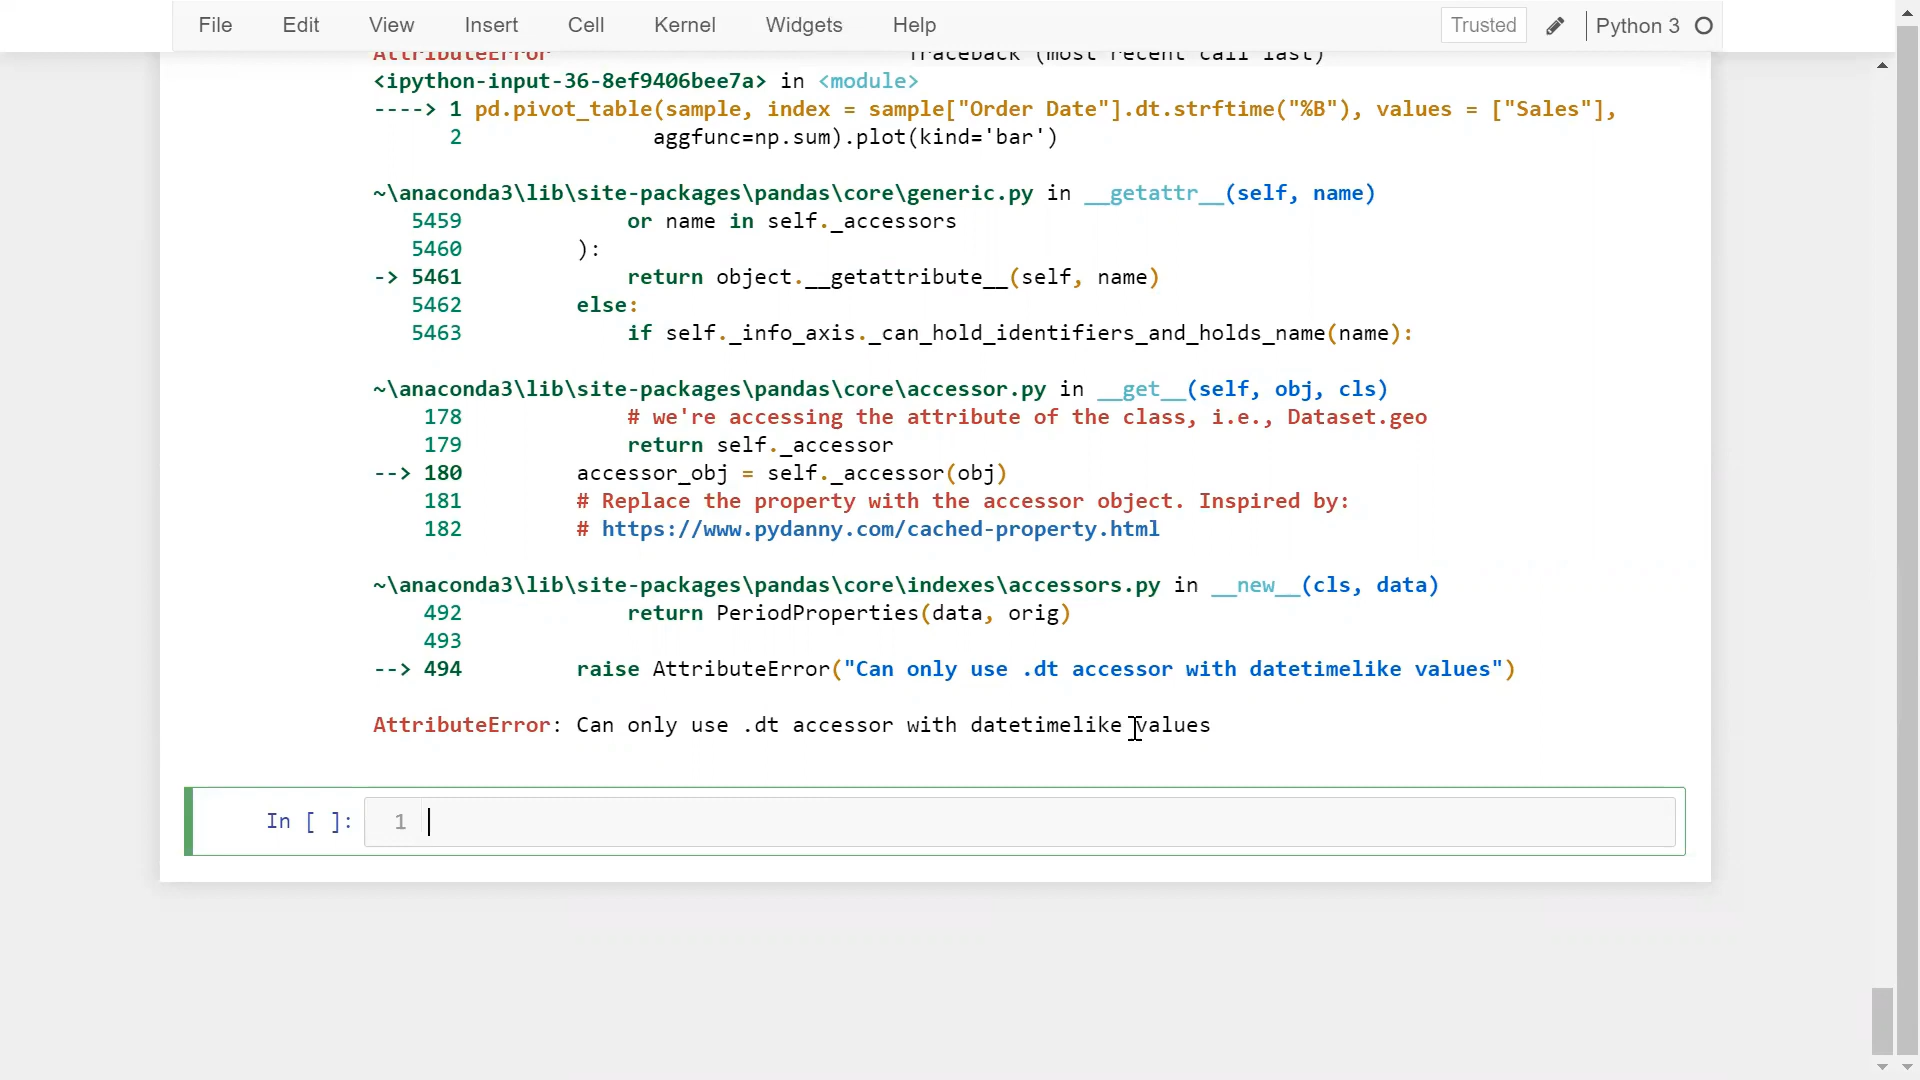 File Edit View Insert Cell Kernel Widgets Help Trusted Python 3
AttributeError Traceback (most recent call last)
<ipython-input-36-8ef9406bee7a> in <module>
----> 1 pd.pivot_table(sample, index = sample["Order Date"].dt.strftime("%B"), values = ["Sales"],
2 aggfunc=np.sum).plot(kind='bar')
~\anaconda3\lib\site-packages\pandas\core\generic.py in __getattr__(self, name)
5459 or name in self._accessors
5460 ):
-> 5461 return object.__getattribute__(self, name)
5462 else:
5463 if self._info_axis._can_hold_identifiers_and_holds_name(name):
~\anaconda3\lib\site-packages\pandas\core\accessor.py in __get__(self, obj, cls)
178 # we're accessing the attribute of the class, i.e., Dataset.geo
179 return self._accessor
--> 180 accessor_obj = self._accessor(obj)
181 # Replace the property with the accessor object. Inspired by:
182 # https://www.pydanny.com/cached-property.html
~\anaconda3\lib\site-packages\pandas\core\indexes\accessors.py in __new__(cls, data)
492 return PeriodProperties(data, orig)
493
--> 494 raise AttributeError("Can only use .dt accessor with datetimelike values")
AttributeError: Can only use .dt accessor with datetimelike values
In [ ]: 1